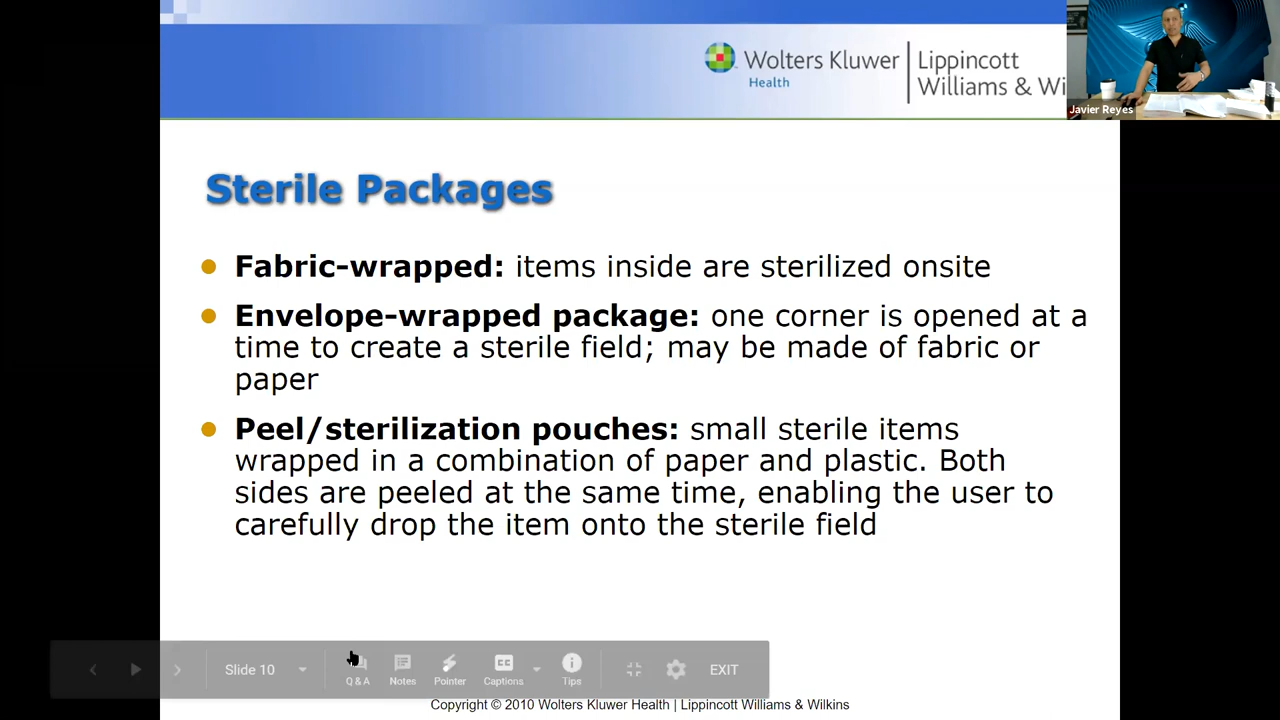 Wolters Kluwer
Health
Lippincott
Williams & Wi
Javier Reyes
Sterile Packages
Fabric-wrapped: items inside are sterilized onsite
Envelope-wrapped package: one corner is opened at a
time to create a sterile field; may be made of fabric or
paper
Peel/sterilization pouches: small sterile items
wrapped in a combination of paper and plastic. Both
sides are peeled at the same time, enabling the user to
carefully drop the item onto the sterile field
Slide 10
Q & A
Notes
Pointer
CC
Captions
Tips
EXIT
Copyright © 2010 Wolters Kluwer Health | Lippincott Williams & Wilkins